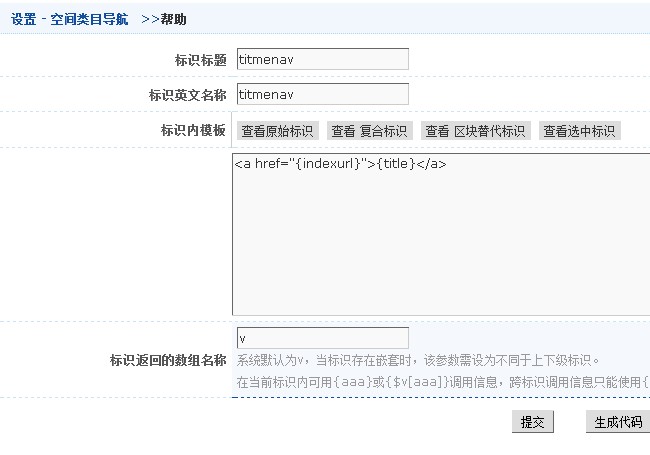 设置 - 空间类目导航 >>帮助
标识标题 titmenav
标识英文名称 titmenav
标识内模板 查看原始标识 查看 复合标识 查看 区块替代标识 查看选中标识
<a href="{indexurl}">{title}</a>
标识返回的数组名称 v
系统默认为v，当标识存在嵌套时，该参数需设为不同于上下级标识。
在当前标识内可用{aaa}或{$v[aaa]}调用信息，跨标识调用信息只能使用{
提交 生成代码